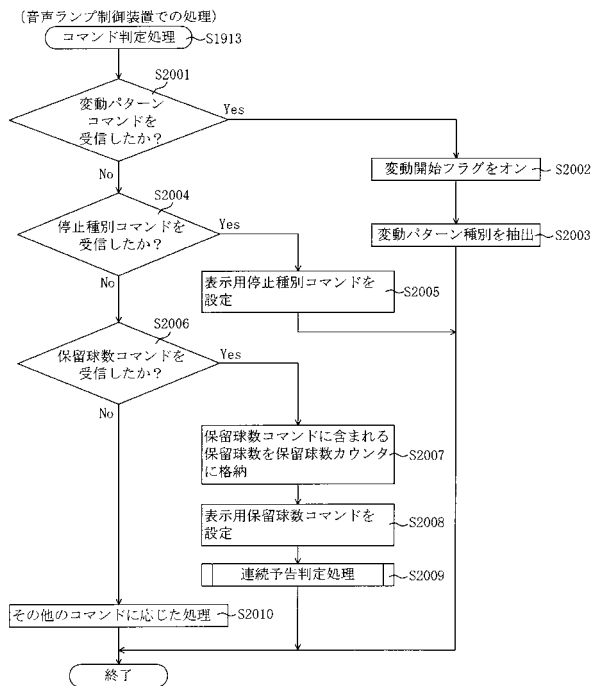 (音声ランプ制御装置での処理)
コマンド判定処理
S1913
S2001
変動パターン
コマンドを
受信したか？
Yes
No
変動開始フラグをオン
S2002
変動パターン種別を抽出
S2003
S2004
停止種別コマンドを
受信したか？
Yes
No
表示用停止種別コマンドを
設定
S2005
S2006
保留球数コマンドを
受信したか？
Yes
No
保留球数コマンドに含まれる
保留球数を保留球数カウンタ
に格納
S2007
表示用保留球数コマンドを
設定
S2008
連続予告判定処理
S2009
その他のコマンドに応じた処理
S2010
終了